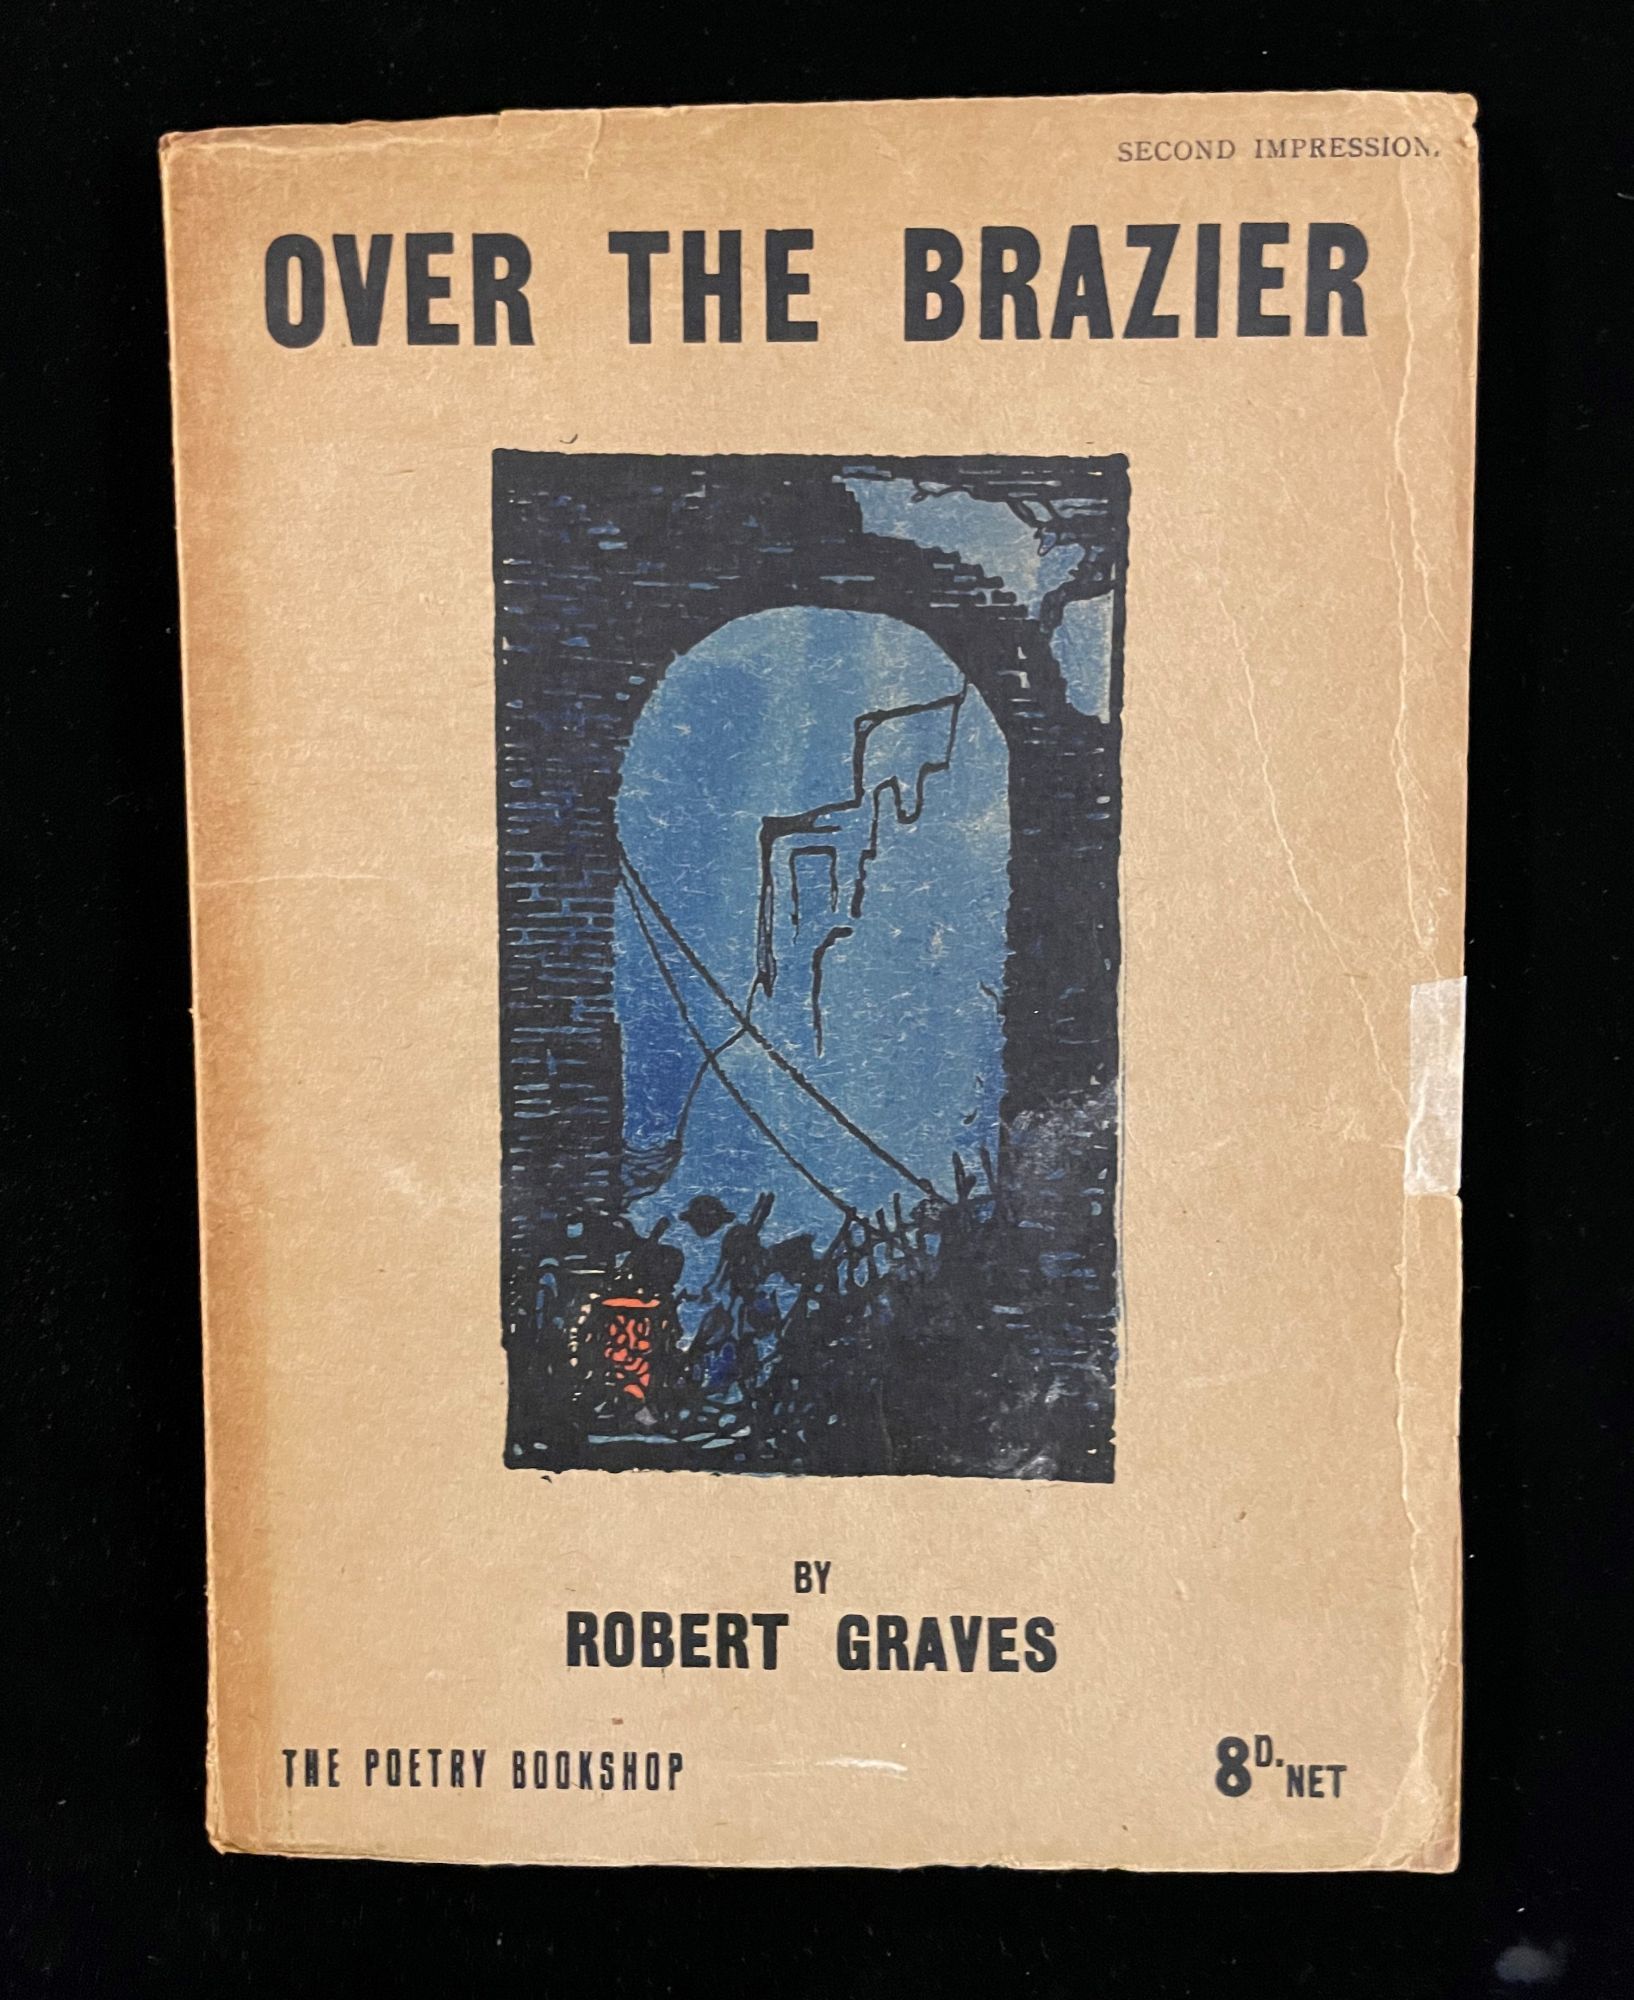 SECOND IMPRESSION.
OVER THE BRAZIER
BY
ROBERT GRAVES
THE POETRY BOOKSHOP
8D. NET